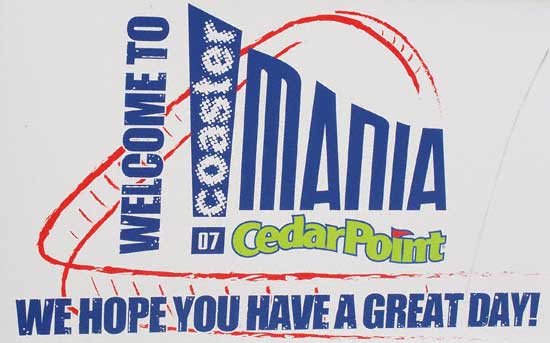 WELCOME TO
coaster
MANIA
07
CedarPoint
WE HOPE YOU HAVE A GREAT DAY!